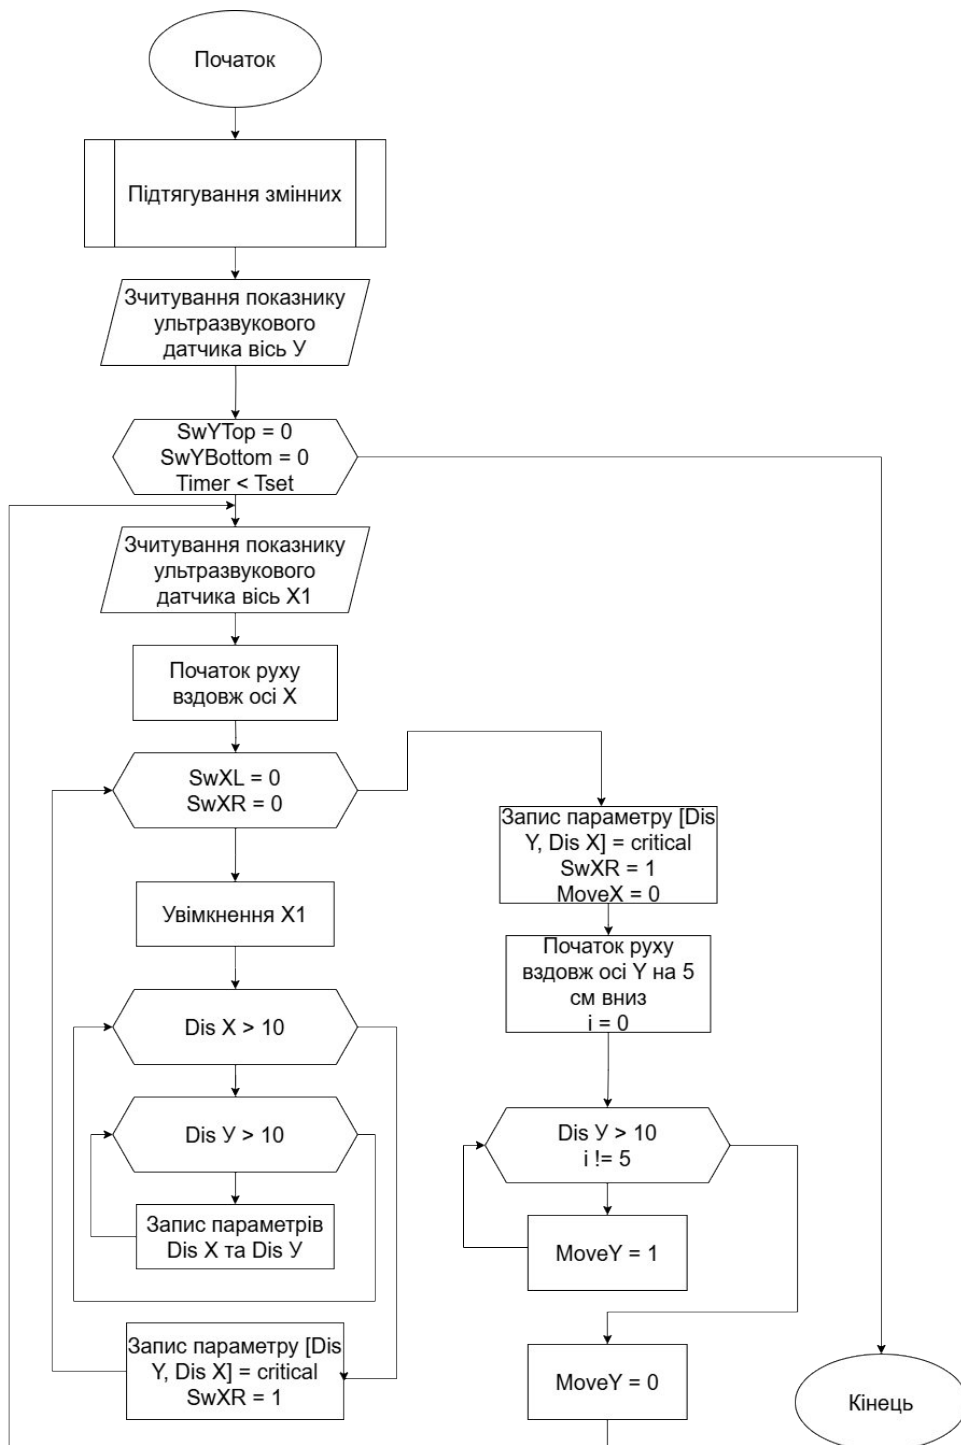 Початок
Підтягування змінних
Зчитування показнику
ультразвукового
датчика вісь У
SwYTop = 0
SwYBottom = 0
Timer < Tset
Зчитування показнику
ультразвукового
датчика вісь X1
Початок руху
вздовж осі X
SwXL = 0
SwXR = 0
Увімкнення X1
Dis X > 10
Dis У > 10
Запис параметрів
Dis X та Dis У
Запис параметру [Dis
Y, Dis X] = critical
SwXR = 1
Запис параметру [Dis
Y, Dis X] = critical
SwXR = 1
MoveX = 0
Початок руху
вздовж осі Y на 5
см вниз
i = 0
Dis У > 10
i != 5
MoveY = 1
MoveY = 0
Кінець